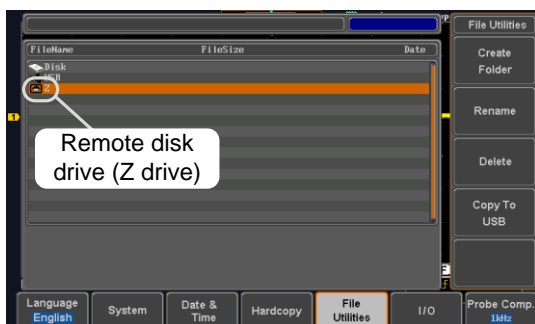 File Utilities
FileName FileSize Date
Disk
USB
Z
Remote disk
drive (Z drive)
1
Create
Folder
Rename
Delete
Copy To
USB
F
Language
English
System
Date &
Time
Hardcopy
File
Utilities
I/O
Probe Comp.
1kHz